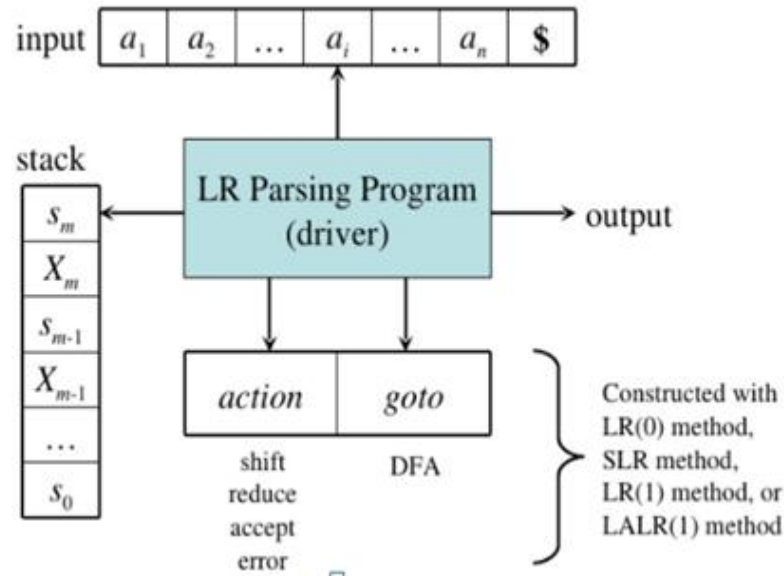 input a₁ a₂ … aᵢ … aₙ $
stack
sₘ
Xₘ
sₘ₋₁
Xₘ₋₁
…
s₀
LR Parsing Program
(driver)
output
action goto
shift
reduce
accept
error
DFA
Constructed with
LR(0) method,
SLR method,
LR(1) method, or
LALR(1) method